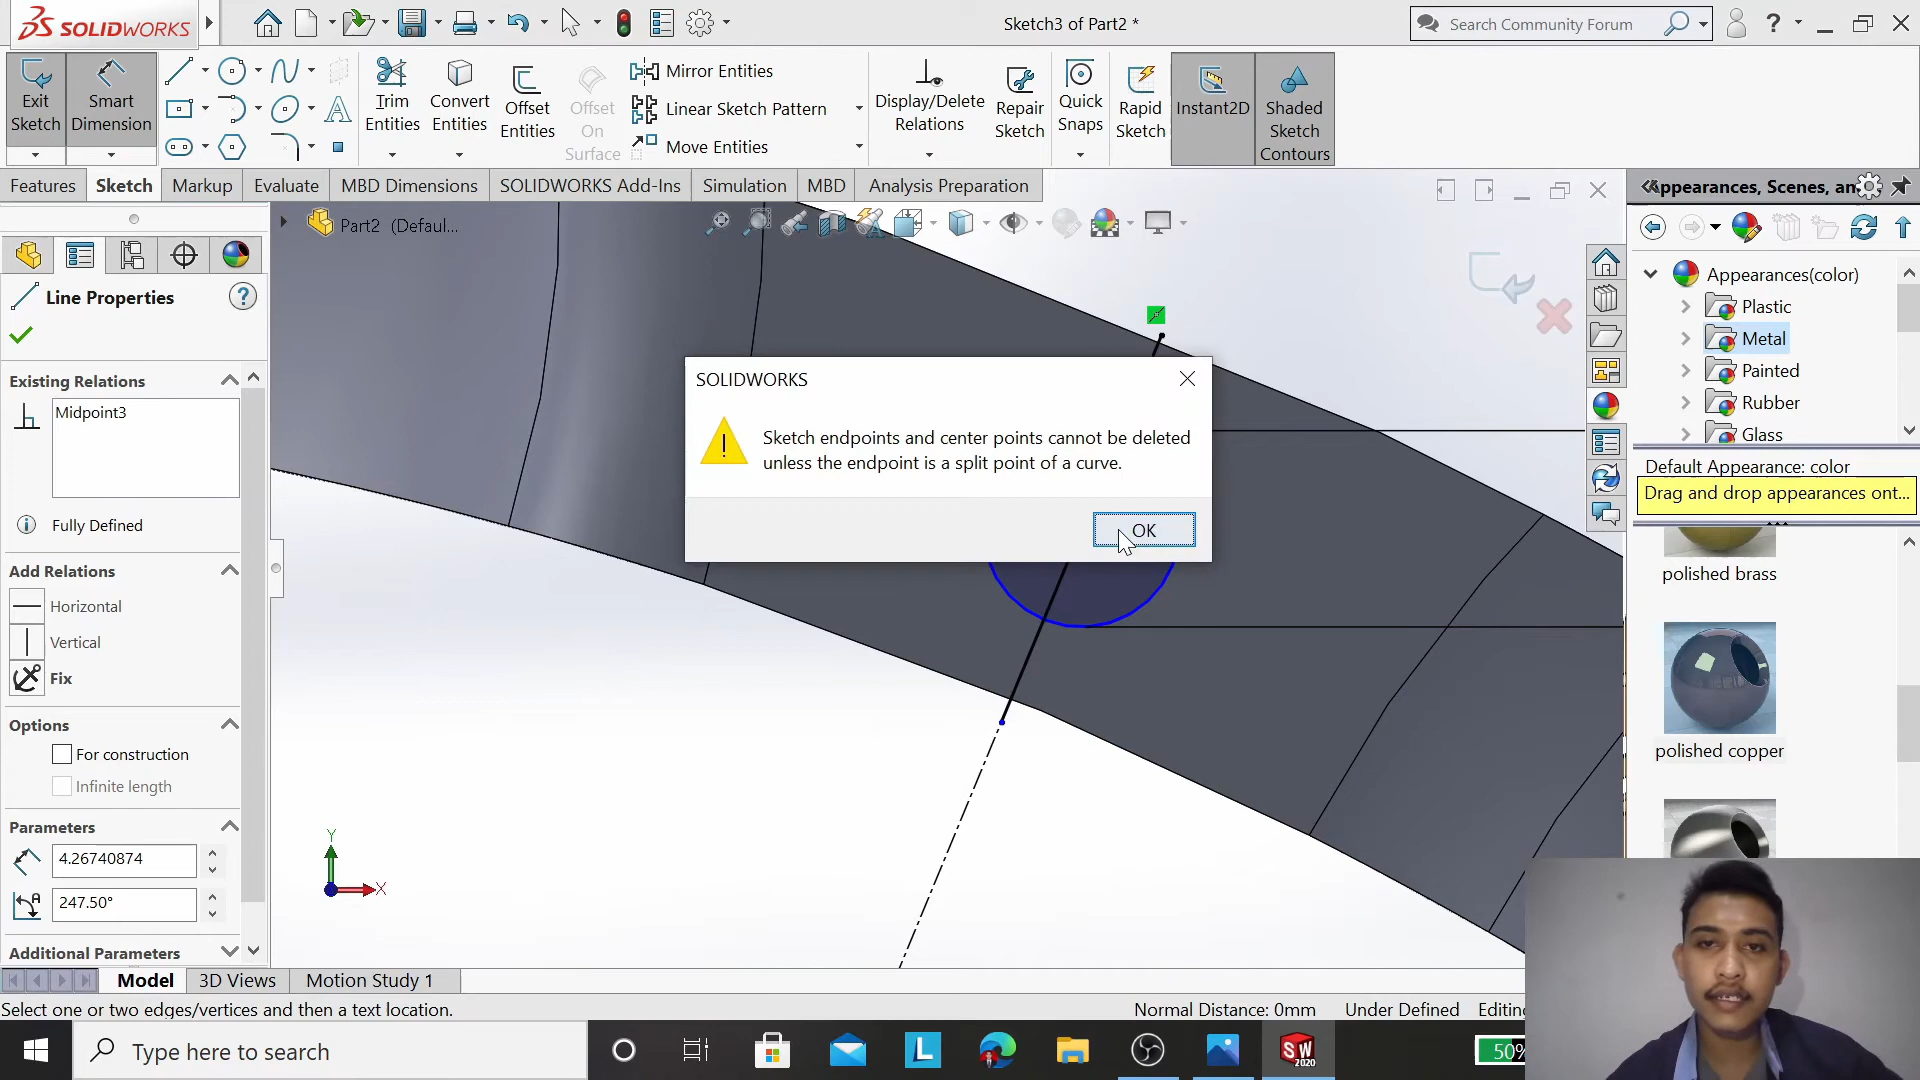 SOLIDWORKS
Sketch3 of Part2 *
Search Community Forum
?
Exit Sketch
Smart Dimension
Trim Entities
Convert Entities
Offset Entities
Offset On Surface
Mirror Entities
Linear Sketch Pattern
Move Entities
Display/Delete Relations
Repair Sketch
Quick Snaps
Rapid Sketch
Instant2D
Shaded Sketch Contours
Features
Sketch
Markup
Evaluate
MBD Dimensions
SOLIDWORKS Add-Ins
Simulation
MBD
Analysis Preparation
Part2 (Defaul...
Line Properties
?
Existing Relations
Midpoint3
Fully Defined
Add Relations
Horizontal
Vertical
Fix
Options
For construction
Infinite length
Parameters
4.26740874
247.50°
Additional Parameters
Y
X
SOLIDWORKS
Sketch endpoints and center points cannot be deleted
unless the endpoint is a split point of a curve.
OK
Appearances, Scenes, an
Appearances(color)
Plastic
Metal
Painted
Rubber
Glass
Default Appearance: color
Drag and drop appearances ont...
polished brass
polished copper
Model
3D Views
Motion Study 1
Select one or two edges/vertices and then a text location.
Normal Distance: 0mm
Under Defined
Editing
Type here to search
L
SW
2020
50%